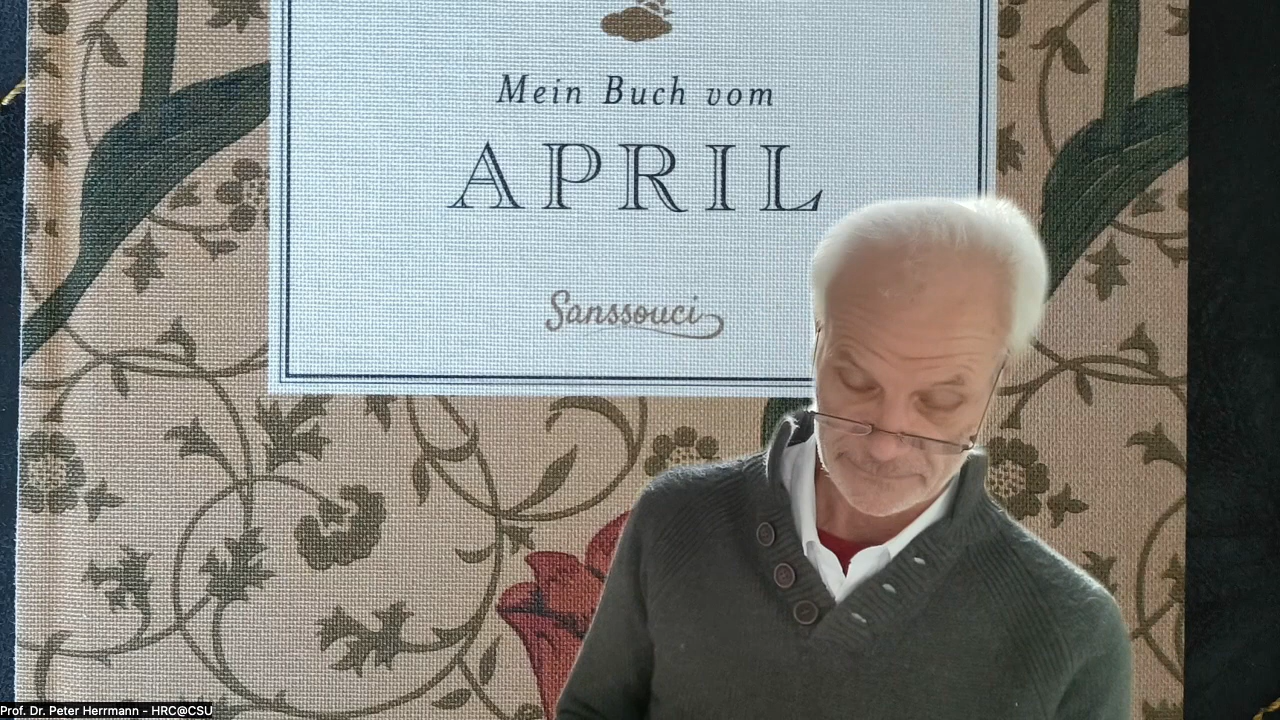 Mein Buch vom
APRIL
Sanssouci
Prof. Dr. Peter Herrmann - HRC@CSU